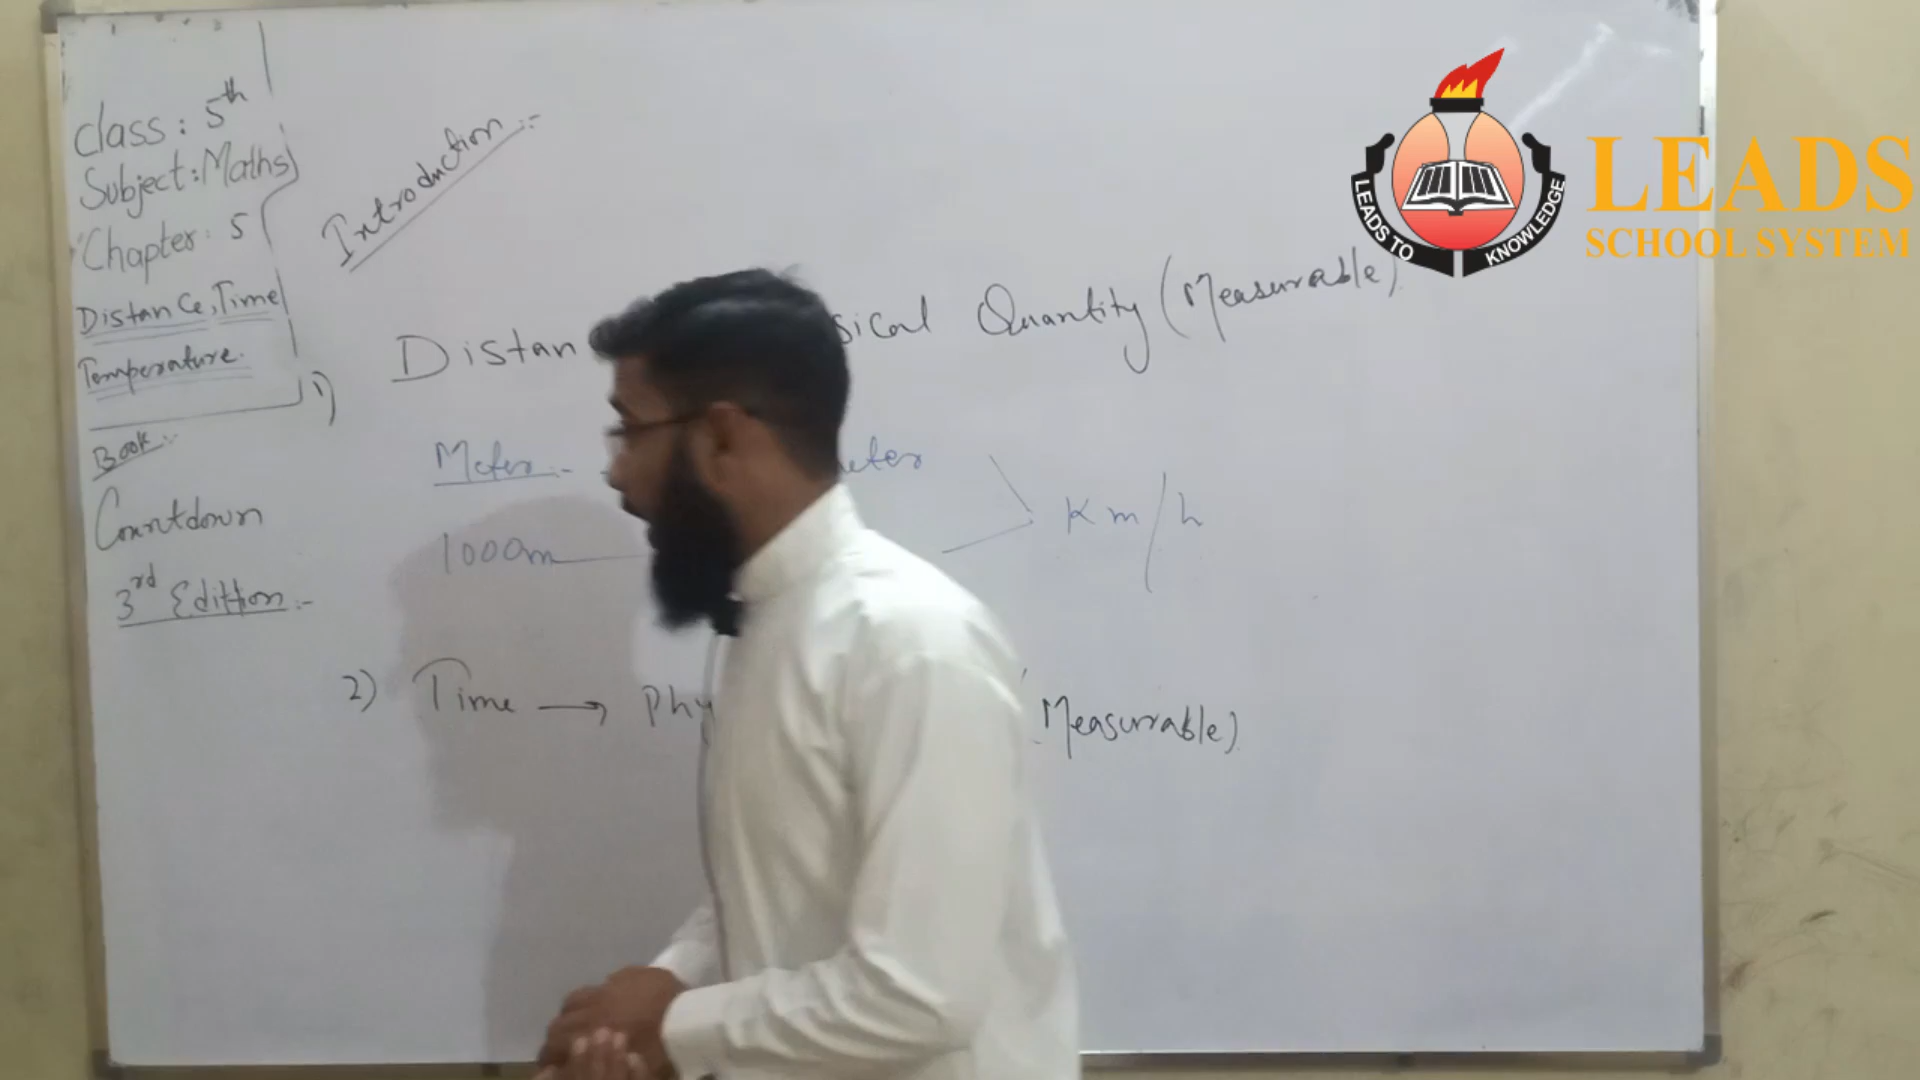 class: 5th
Subject: Maths
Chapter: 5
Distance, Time
Temperature.
Book:-
Countdown
3rd Edition:-
Introduction:-
1) Distan sical Quantity (Measurable)
Meter:- meter
1000m
Km/h
2) Time → Phy Measurable)
LEADS TO KNOWLEDGE
LEADS
SCHOOL SYSTEM